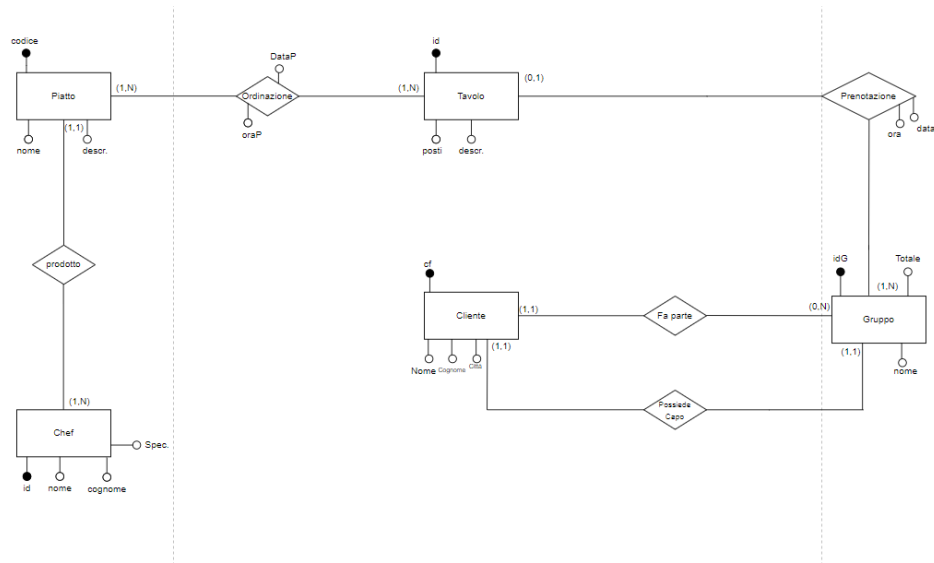 codice
Piatto
(1,N)
DataP
Ordinazione
oraP
(1,N)
id
Tavolo
(0,1)
Prenotazione
ora
data
nome
(1,1)
descr.
posti
descr.
prodotto
cf
Cliente
(1,1)
Fa parte
(0,N)
idG
Totale
(1,N)
Gruppo
(1,1)
nome
Nome
Cognome
Città
(1,1)
Possiede
Capo
(1,N)
Chef
Spec.
id
nome
cognome